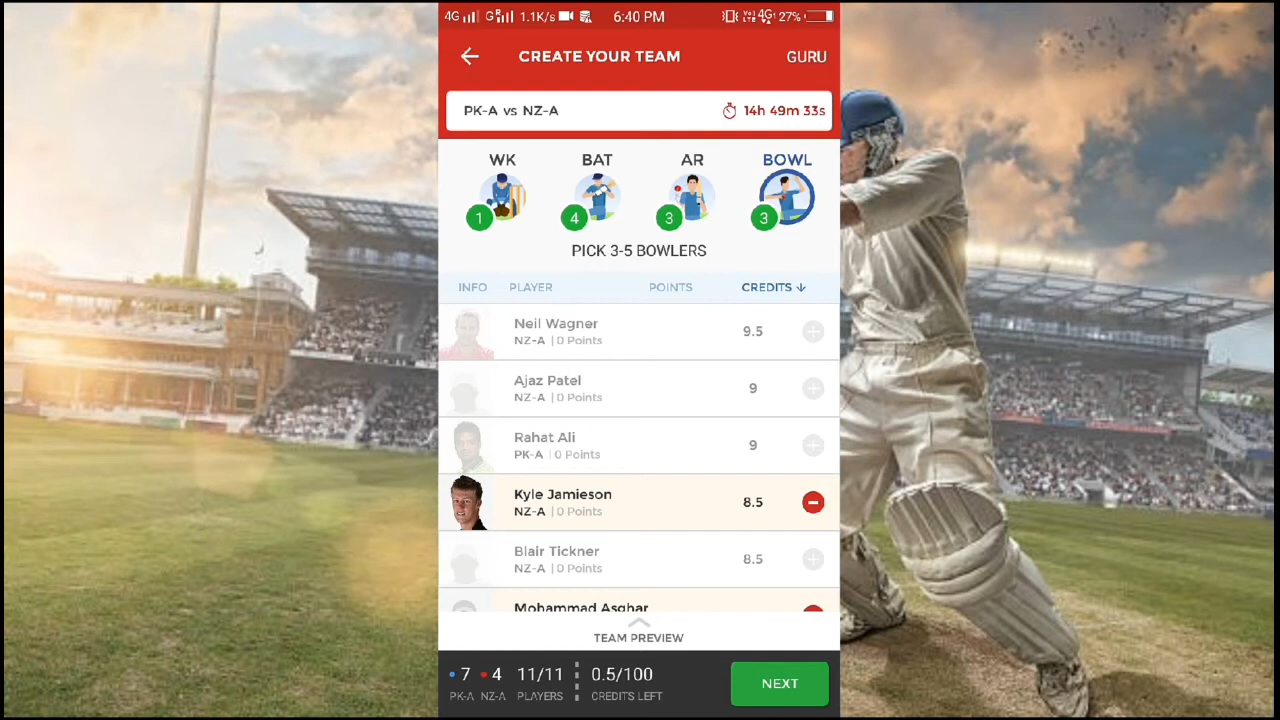 4G 1.1K/s 6:40 PM 4G 27%
CREATE YOUR TEAM GURU
PK-A vs NZ-A 14h 49m 33s
WK BAT AR BOWL
1 4 3 3
PICK 3-5 BOWLERS
INFO PLAYER POINTS CREDITS
Neil Wagner
NZ-A | 0 Points 9.5
Ajaz Patel
NZ-A | 0 Points 9
Rahat Ali
PK-A | 0 Points 9
Kyle Jamieson
NZ-A | 0 Points 8.5
Blair Tickner
NZ-A | 0 Points 8.5
Mohammad Asghar
TEAM PREVIEW
7 4 11/11 0.5/100
PK-A NZ-A PLAYERS CREDITS LEFT
NEXT